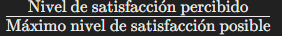 Nivel de satisfacción percibido
Máximo nivel de satisfacción posible